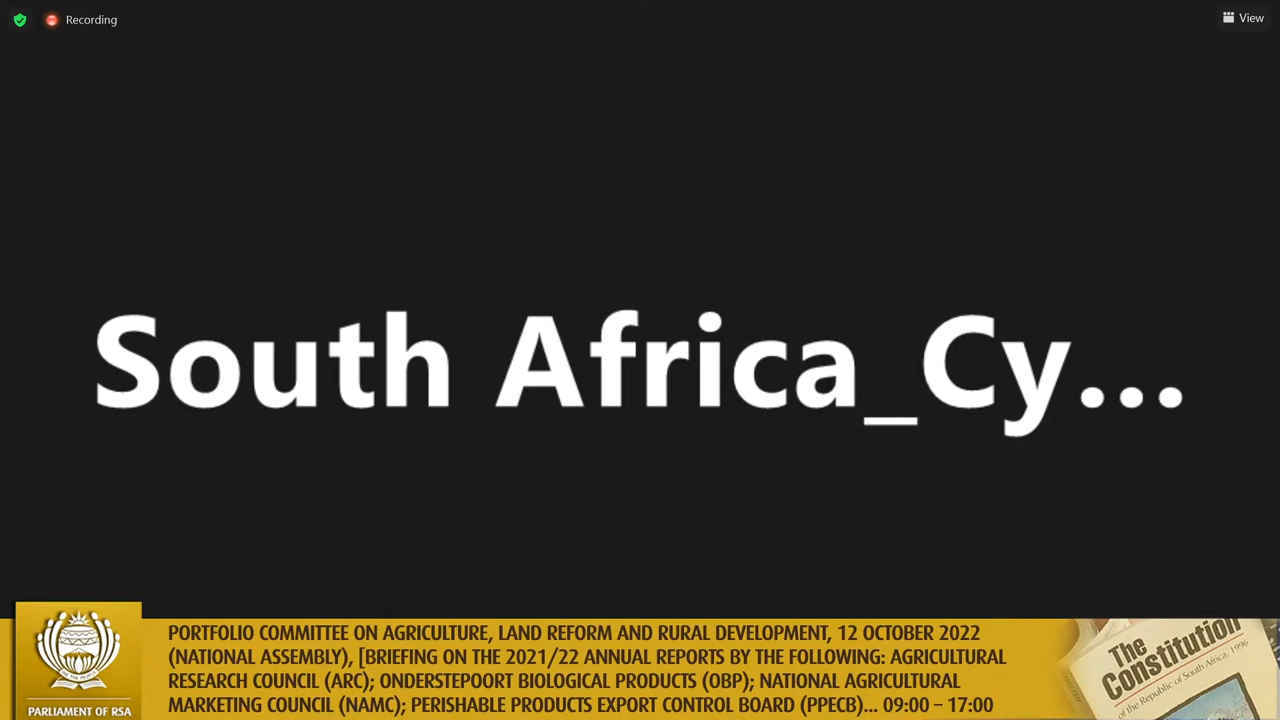 Recording
View
South Africa_Cy...
PORTFOLIO COMMITTEE ON AGRICULTURE, LAND REFORM AND RURAL DEVELOPMENT, 12 OCTOBER 2022
(NATIONAL ASSEMBLY), [BRIEFING ON THE 2021/22 ANNUAL REPORTS BY THE FOLLOWING: AGRICULTURAL
RESEARCH COUNCIL (ARC); ONDERSTEPOORT BIOLOGICAL PRODUCTS (OBP); NATIONAL AGRICULTURAL
MARKETING COUNCIL (NAMC); PERISHABLE PRODUCTS EXPORT CONTROL BOARD (PPECB)... 09:00 – 17:00
PARLIAMENT OF RSA
The
Constitution
of the Republic of South Africa, 1996